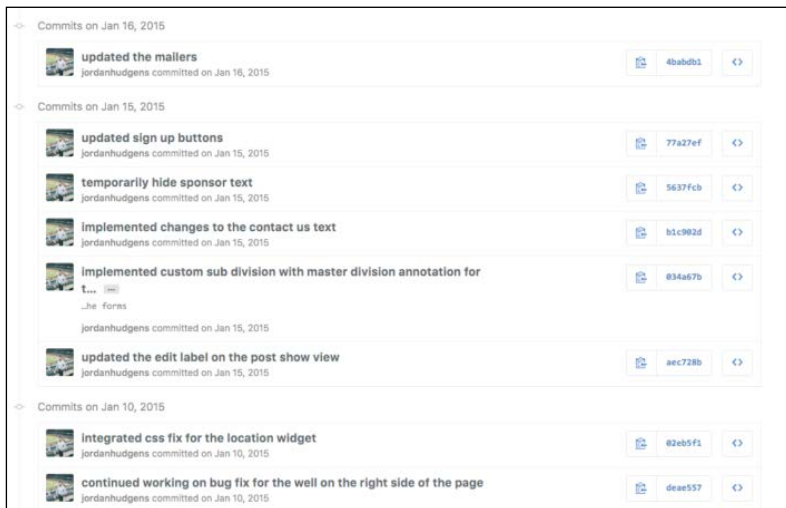 Commits on Jan 16, 2015
updated the mailers
jordanhudgens committed on Jan 16, 2015
4babdb1
Commits on Jan 15, 2015
updated sign up buttons
jordanhudgens committed on Jan 15, 2015
77a27ef
temporarily hide sponsor text
jordanhudgens committed on Jan 15, 2015
5637fcb
implemented changes to the contact us text
jordanhudgens committed on Jan 15, 2015
b1c902d
implemented custom sub division with master division annotation for
t... ...
…he forms
jordanhudgens committed on Jan 15, 2015
034a67b
updated the edit label on the post show view
jordanhudgens committed on Jan 15, 2015
aec728b
Commits on Jan 10, 2015
integrated css fix for the location widget
jordanhudgens committed on Jan 10, 2015
02eb5f1
continued working on bug fix for the well on the right side of the page
jordanhudgens committed on Jan 10, 2015
deae557